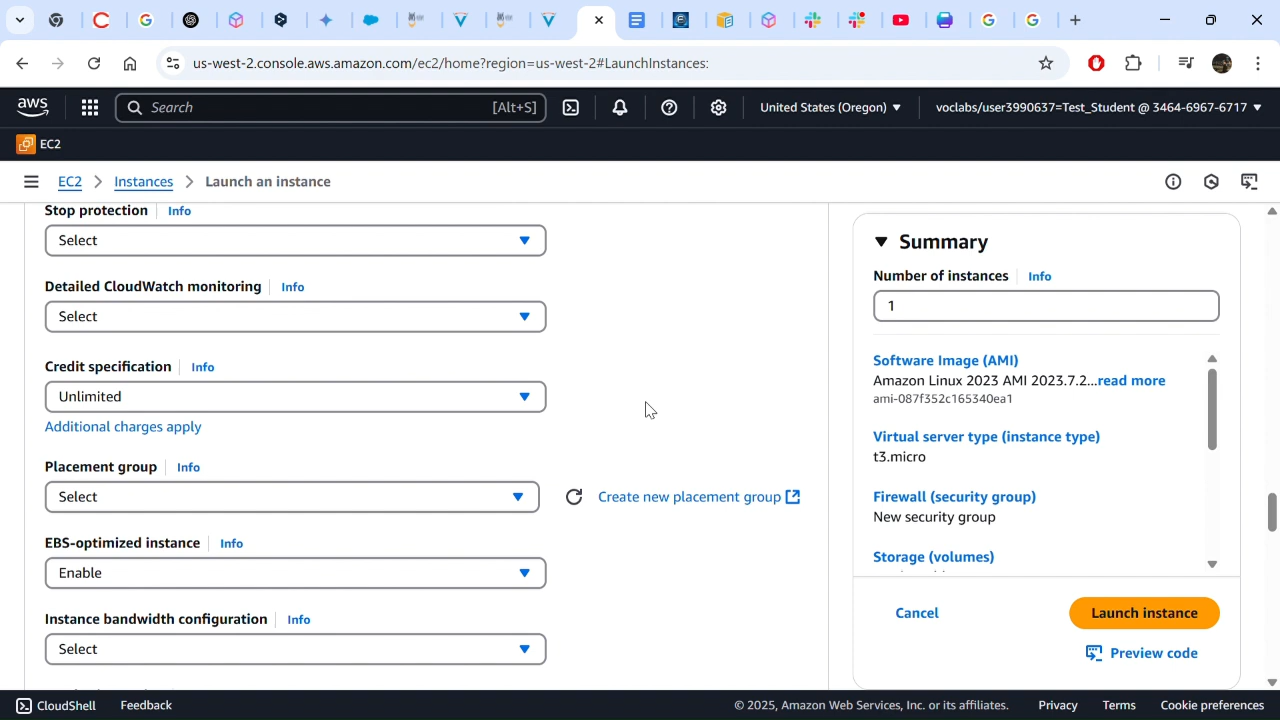 us-west-2.console.aws.amazon.com/ec2/home?region=us-west-2#LaunchInstances:
aws
Search
[Alt+S]
United States (Oregon)
voclabs/user3990637=Test_Student @ 3464-6967-6717
EC2
EC2
Instances
Launch an instance
Stop protection
Info
Select
Detailed CloudWatch monitoring
Info
Select
Credit specification
Info
Unlimited
Additional charges apply
Placement group
Info
Select
Create new placement group
EBS-optimized instance
Info
Enable
Instance bandwidth configuration
Info
Select
Summary
Number of instances
Info
1
Software Image (AMI)
Amazon Linux 2023 AMI 2023.7.2...read more
ami-087f352c165340ea1
Virtual server type (instance type)
t3.micro
Firewall (security group)
New security group
Storage (volumes)
Cancel
Launch instance
Preview code
CloudShell
Feedback
© 2025, Amazon Web Services, Inc. or its affiliates.
Privacy
Terms
Cookie preferences